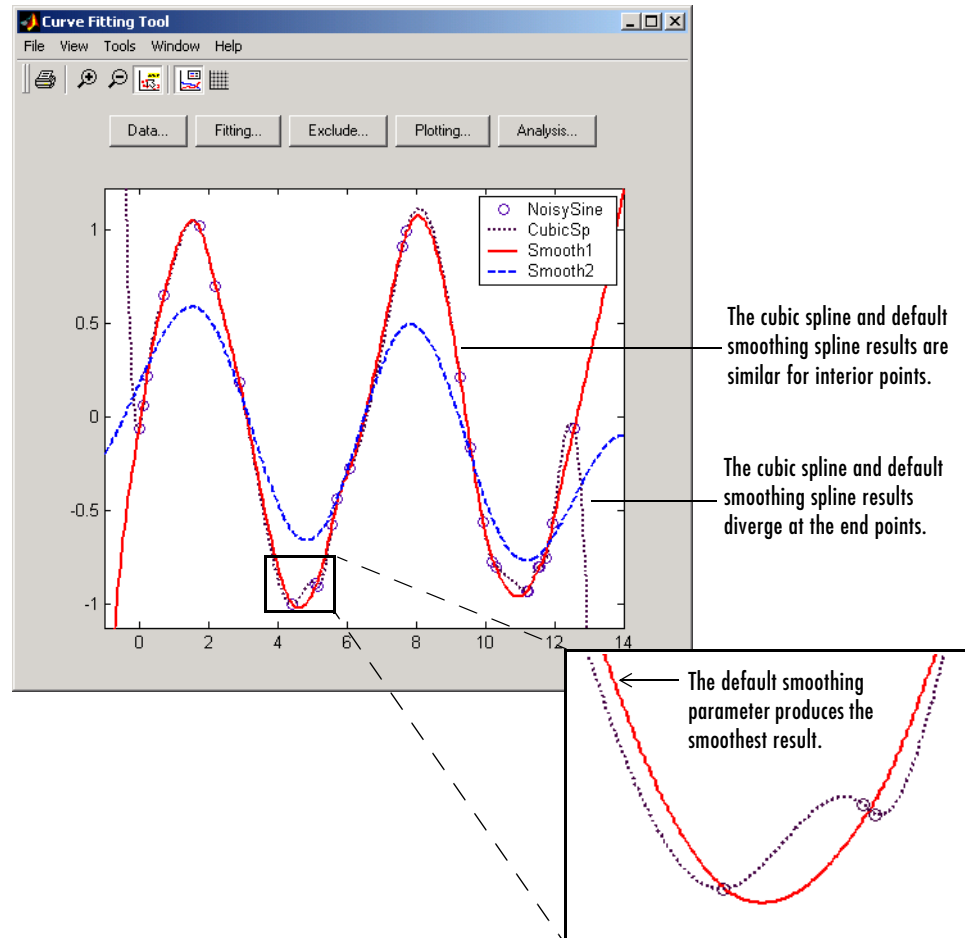 Curve Fitting Tool
File View Tools Window Help
Data... Fitting... Exclude... Plotting... Analysis...
NoisySine
CubicSp
Smooth1
Smooth2
1
0.5
0
-0.5
-1
0 2 4 6 8 10 12 14
The cubic spline and default
smoothing spline results are
similar for interior points.
The cubic spline and default
smoothing spline results
diverge at the end points.
The default smoothing
parameter produces the
smoothest result.